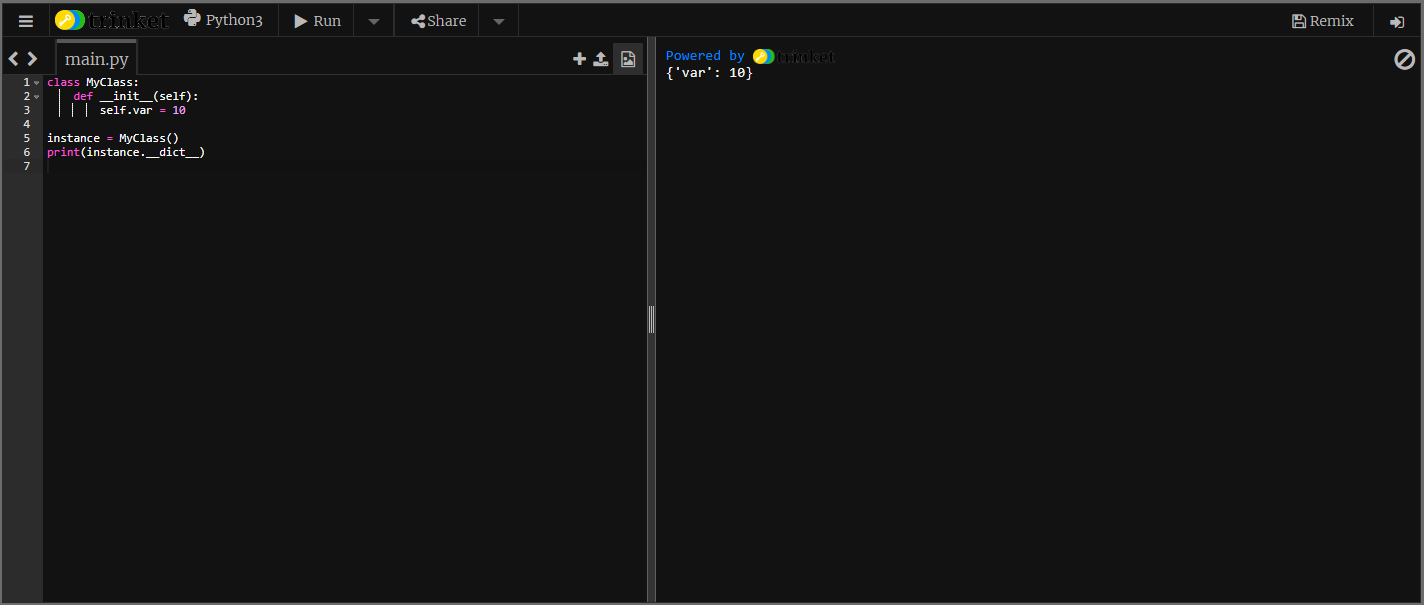 trinket Python3 Run Share Remix
main.py
1 class MyClass:
2 def __init__(self):
3 self.var = 10
4
5 instance = MyClass()
6 print(instance.__dict__)
7
Powered by trinket
{'var': 10}